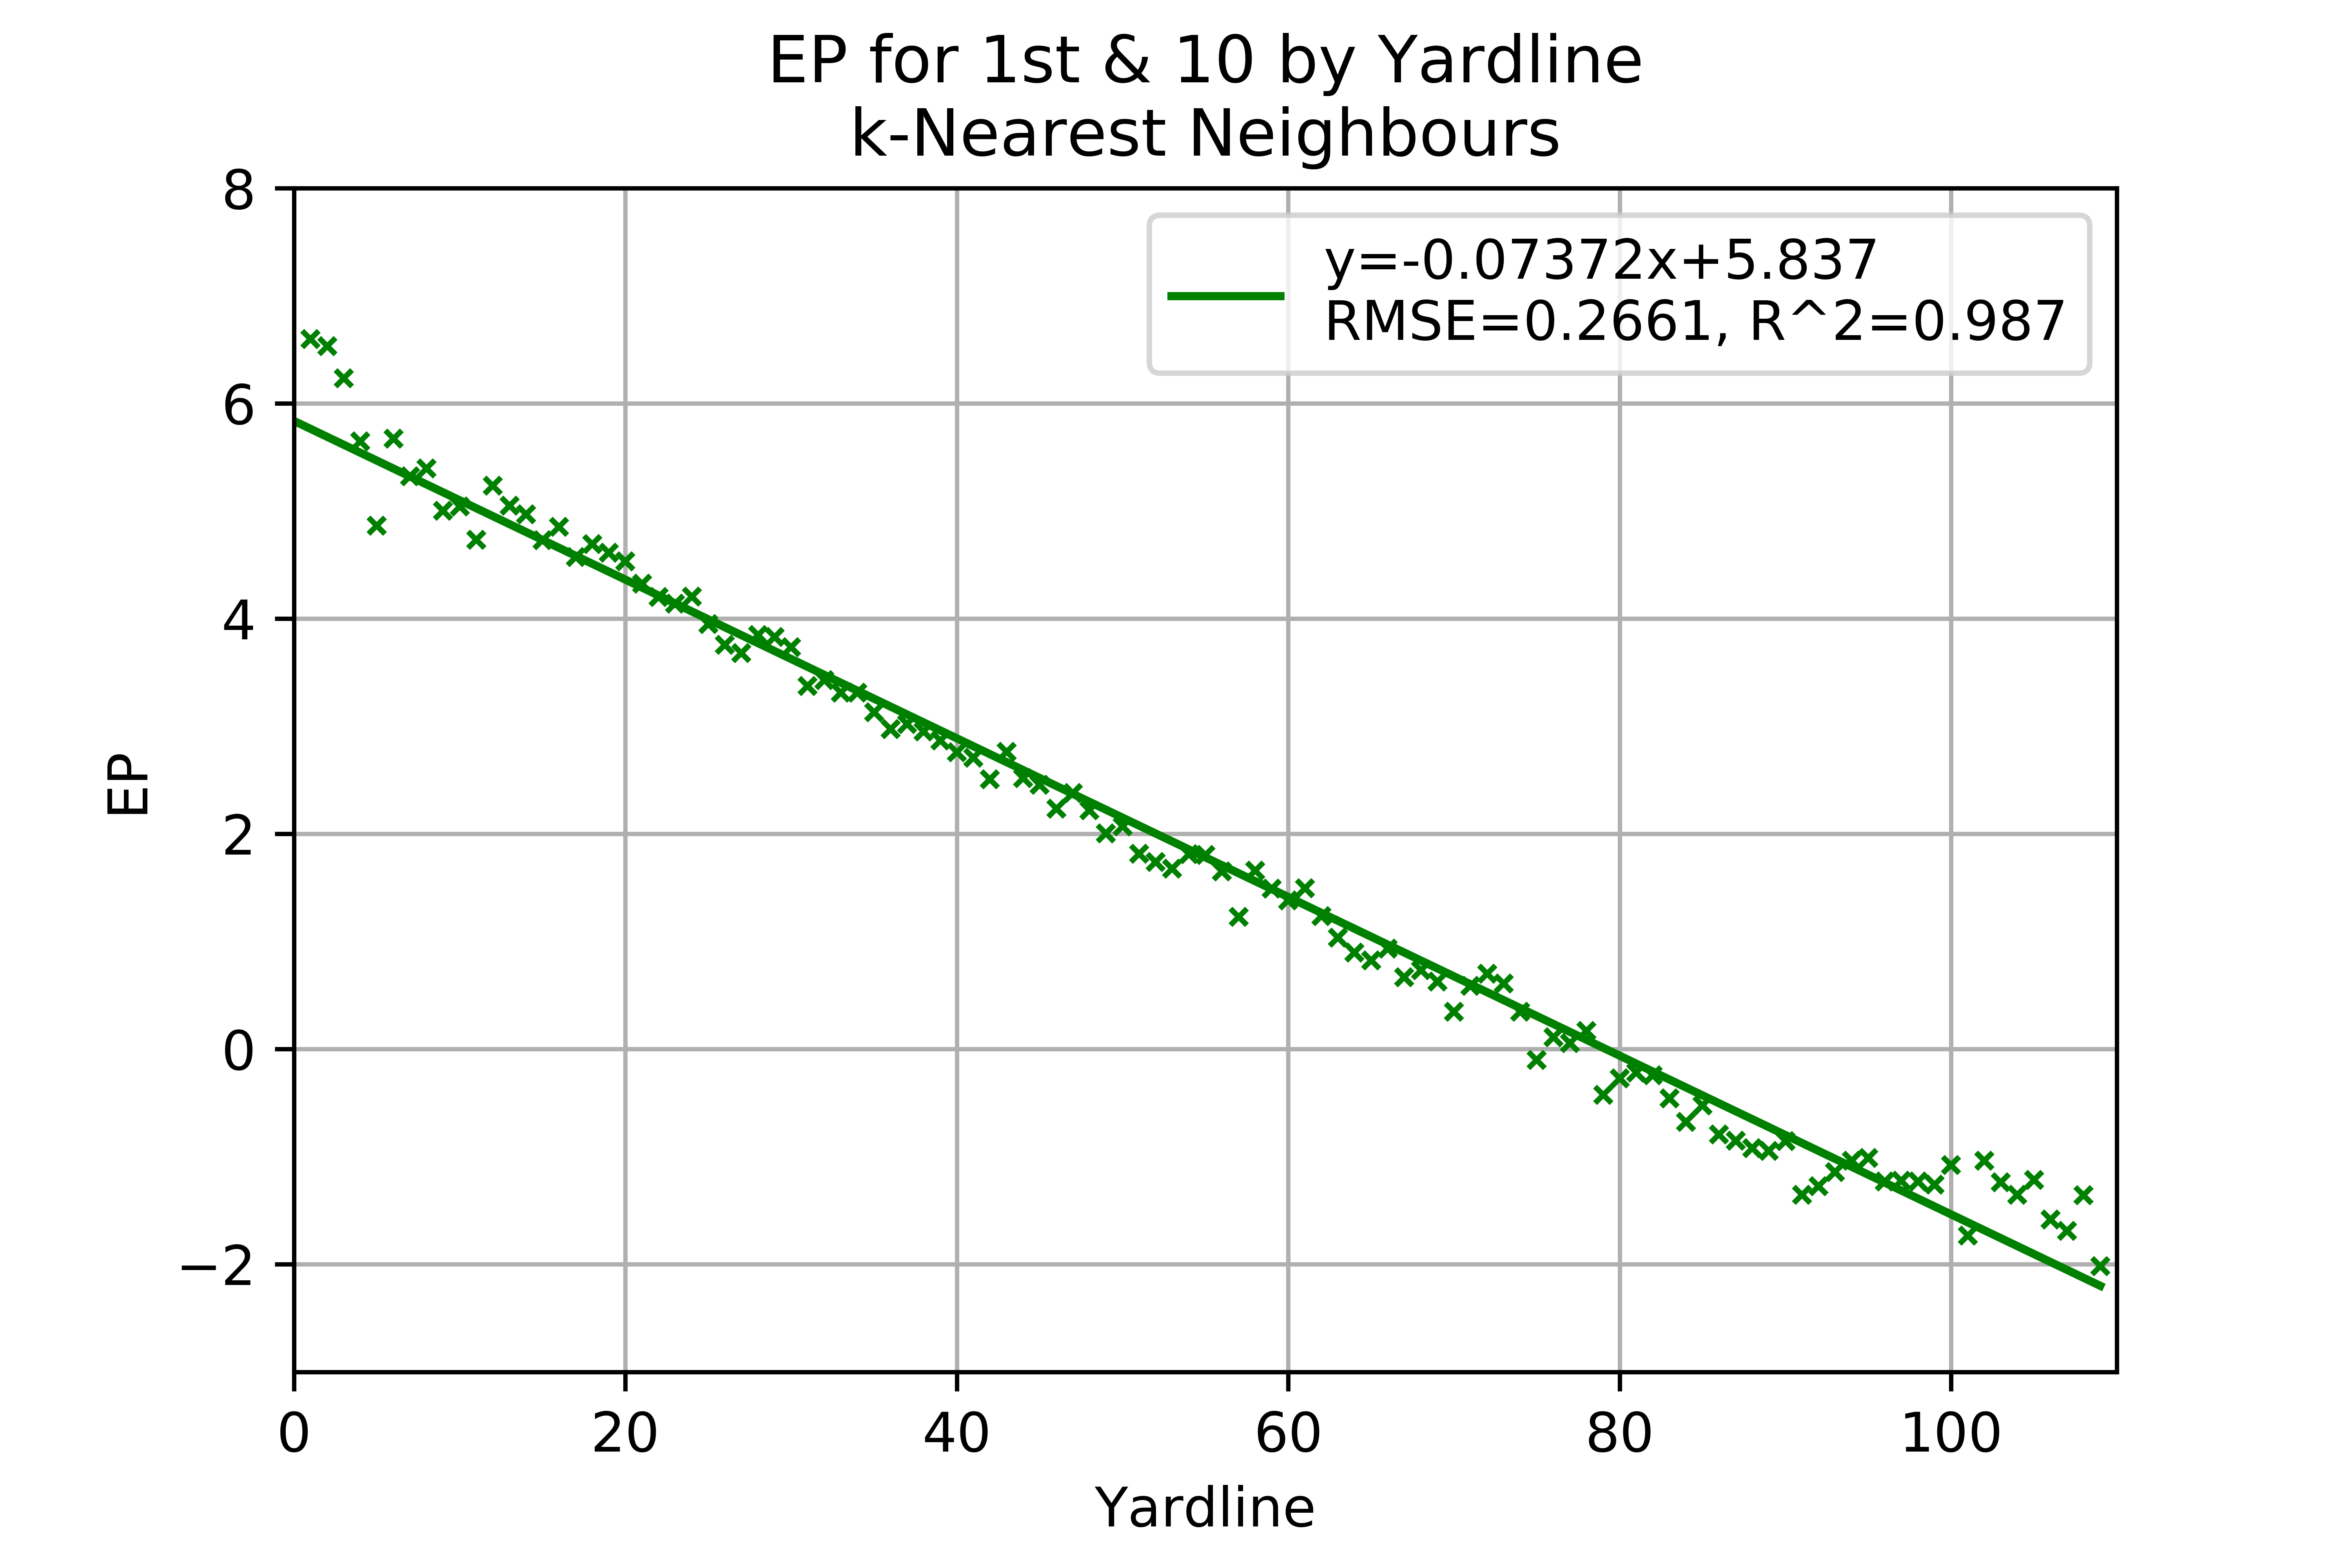 EP for 1st & 10 by Yardline
k-Nearest Neighbours
y=-0.07372x+5.837
RMSE=0.2661, R^2=0.987
8
6
4
2
0
−2
EP
0 20 40 60 80 100
Yardline